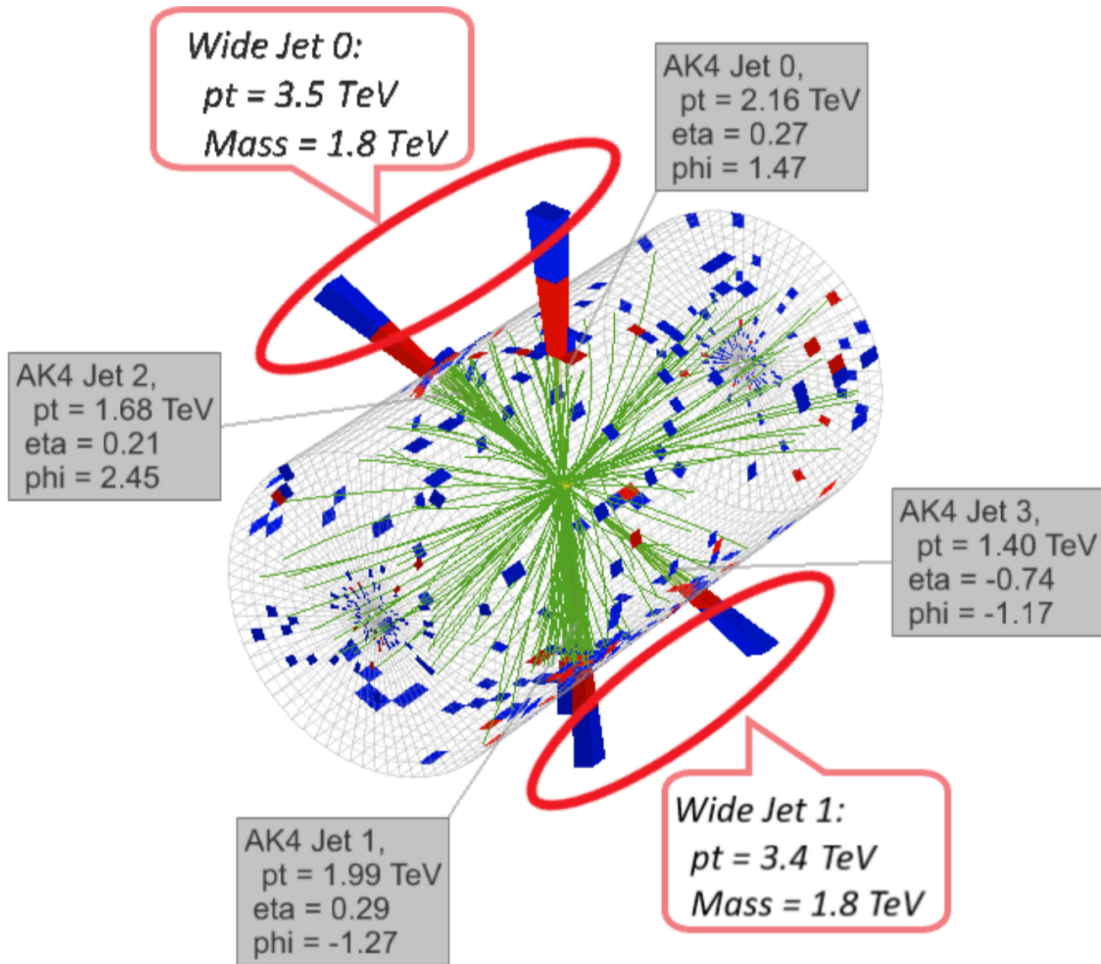 Wide Jet 0:
pt = 3.5 TeV
Mass = 1.8 TeV
AK4 Jet 0,
pt = 2.16 TeV
eta = 0.27
phi = 1.47
AK4 Jet 2,
pt = 1.68 TeV
eta = 0.21
phi = 2.45
AK4 Jet 3,
pt = 1.40 TeV
eta = -0.74
phi = -1.17
AK4 Jet 1,
pt = 1.99 TeV
eta = 0.29
phi = -1.27
Wide Jet 1:
pt = 3.4 TeV
Mass = 1.8 TeV